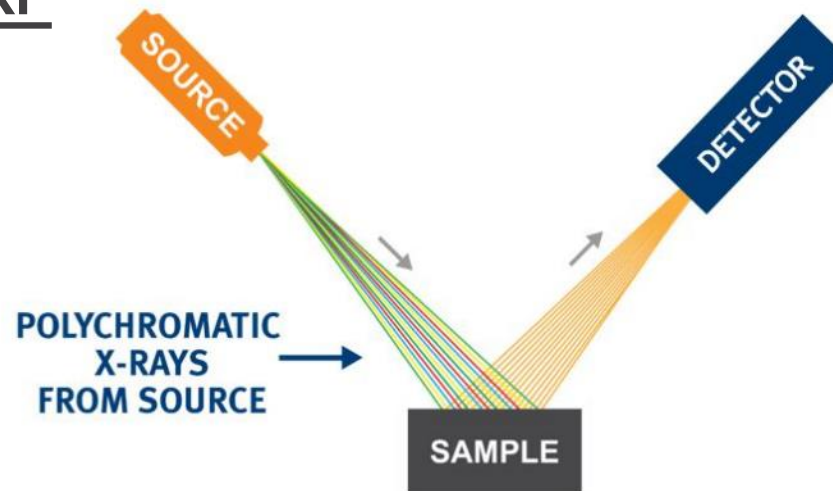 SOURCE
DETECTOR
POLYCHROMATIC
X-RAYS
FROM SOURCE
SAMPLE